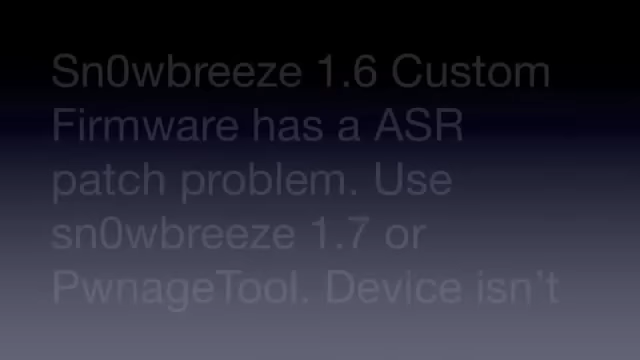 Sn0wbreeze 1.6 Custom
Firmware has a ASR
patch problem. Use
sn0wbreeze 1.7 or
PwnageTool. Device isn't